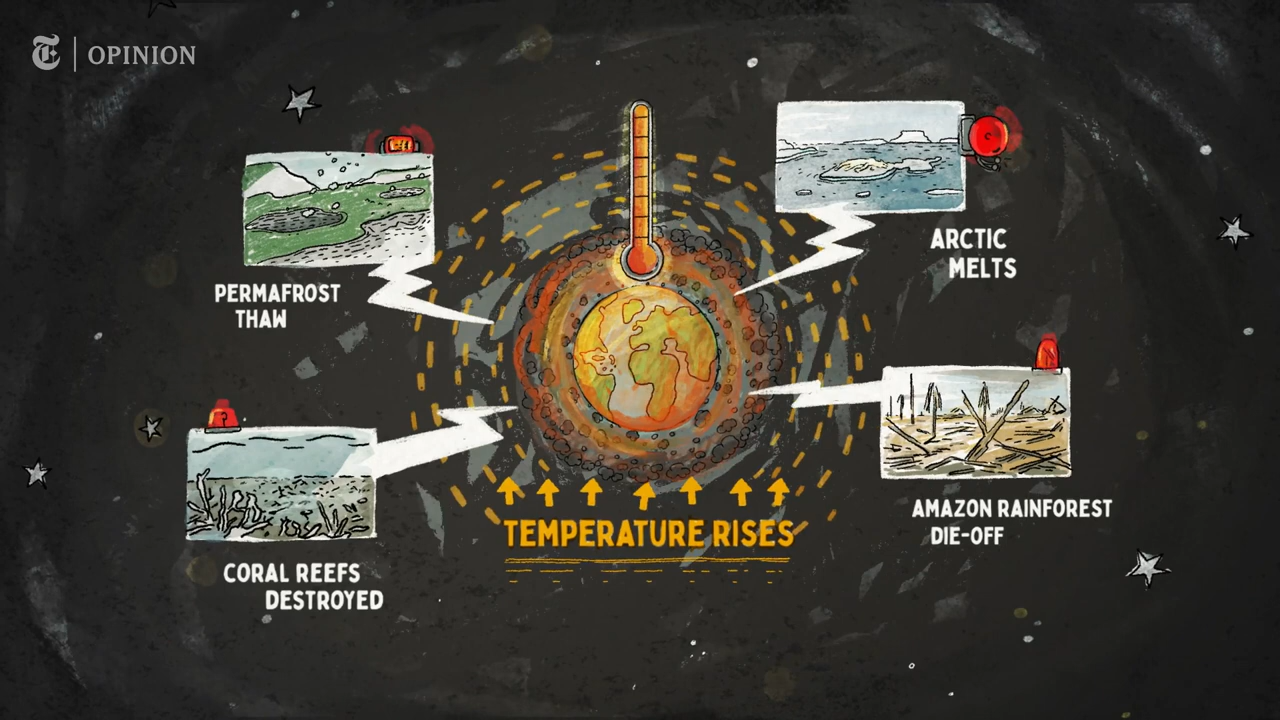 T | OPINION
PERMAFROST
THAW
ARCTIC
MELTS
CORAL REEFS
DESTROYED
TEMPERATURE RISES
AMAZON RAINFOREST
DIE-OFF